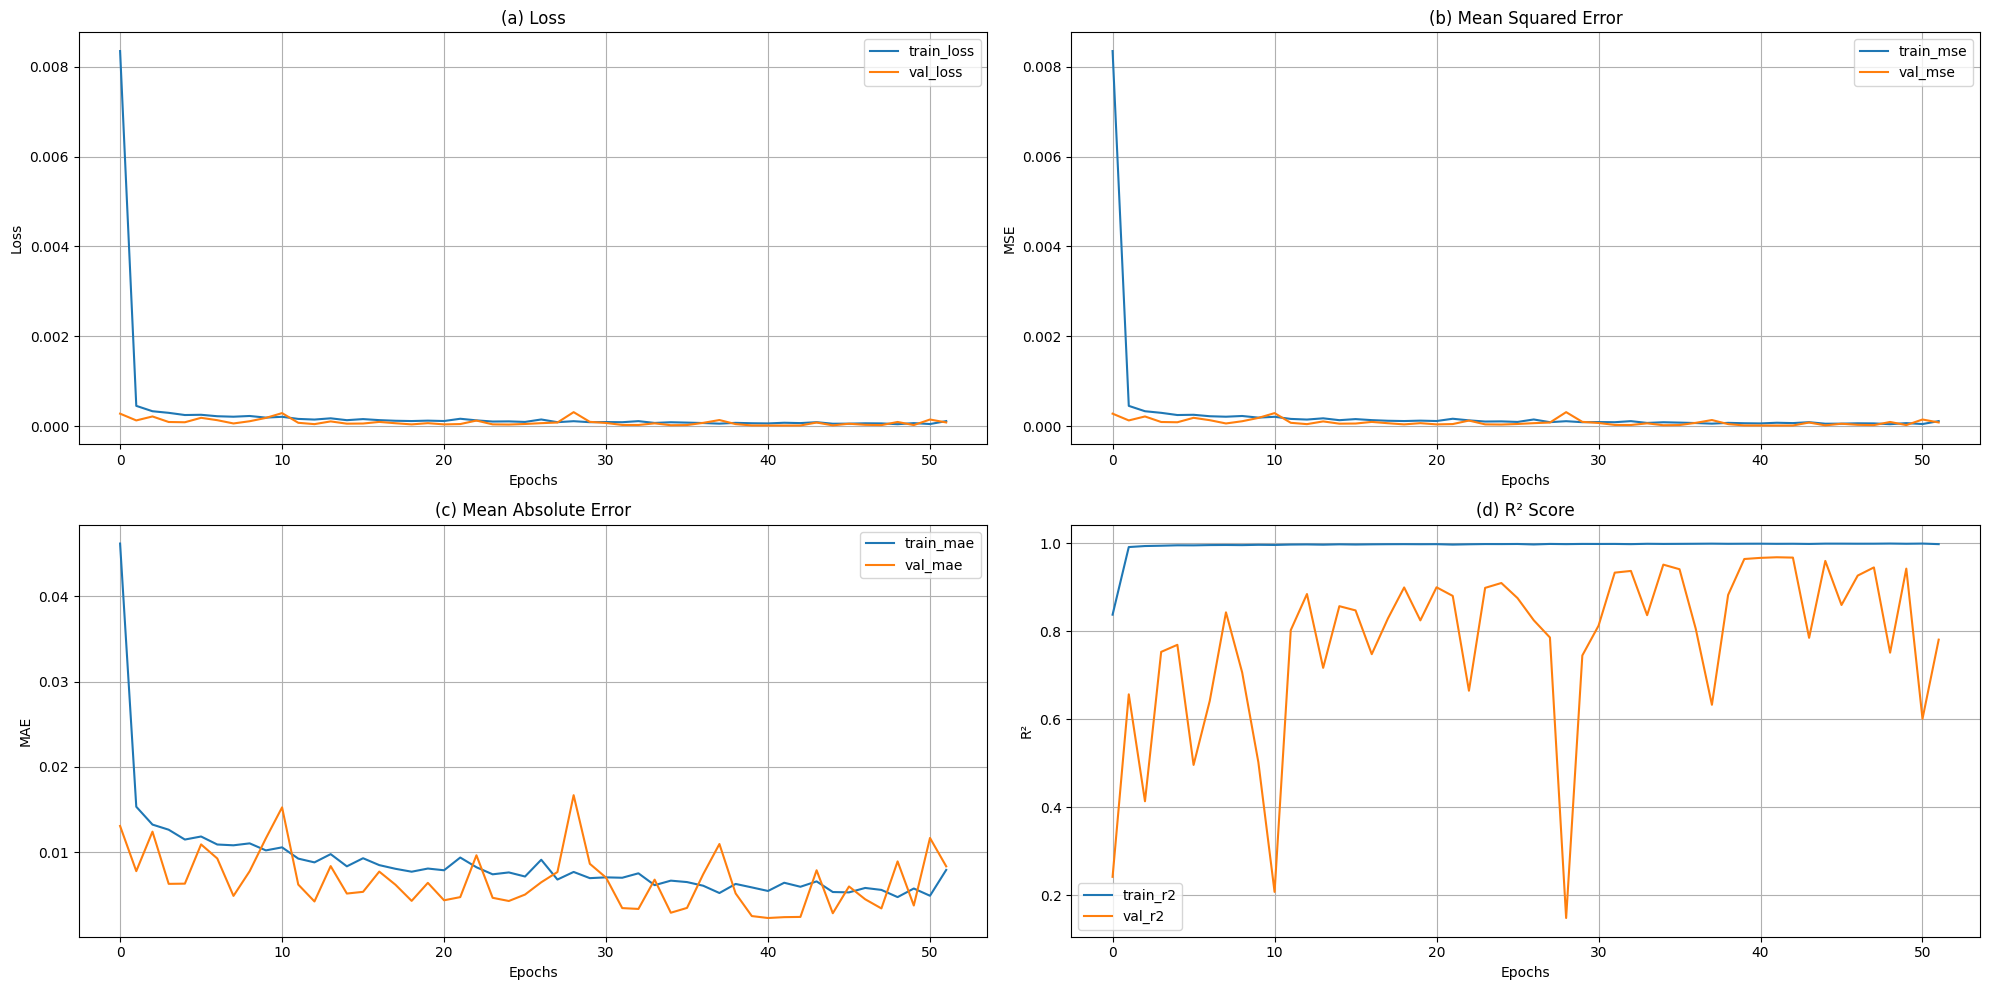 (a) Loss
train_loss
val_loss
Loss
0.008
0.006
0.004
0.002
0.000
0 10 20 30 40 50
Epochs
(b) Mean Squared Error
train_mse
val_mse
MSE
0.008
0.006
0.004
0.002
0.000
0 10 20 30 40 50
Epochs
(c) Mean Absolute Error
train_mae
val_mae
MAE
0.04
0.03
0.02
0.01
0 10 20 30 40 50
Epochs
(d) R² Score
R²
1.0
0.8
0.6
0.4
0.2
train_r2
val_r2
0 10 20 30 40 50
Epochs